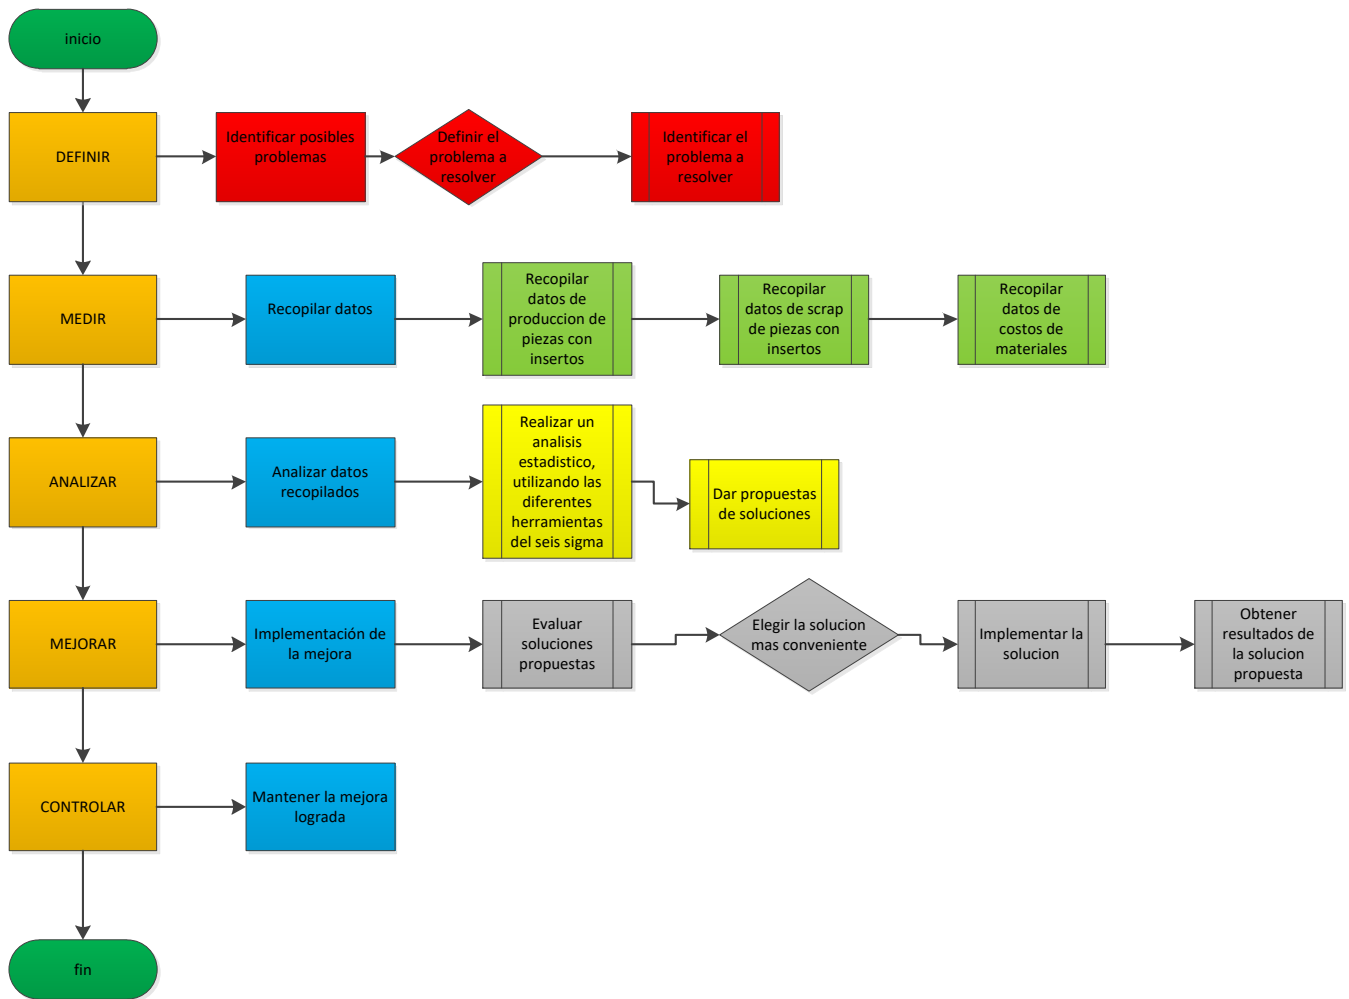 inicio
DEFINIR
Identificar posibles
problemas
Definir el
problema a
resolver
Identificar el
problema a
resolver
MEDIR
Recopilar datos
Recopilar
datos de
produccion de
piezas con
insertos
Recopilar
datos de scrap
de piezas con
insertos
Recopilar
datos de
costos de
materiales
ANALIZAR
Analizar datos
recopilados
Realizar un
analisis
estadistico,
utilizando las
diferentes
herramientas
del seis sigma
Dar propuestas
de soluciones
MEJORAR
Implementación de
la mejora
Evaluar
soluciones
propuestas
Elegir la solucion
mas conveniente
Implementar la
solucion
Obtener
resultados de
la solucion
propuesta
CONTROLAR
Mantener la mejora
lograda
fin